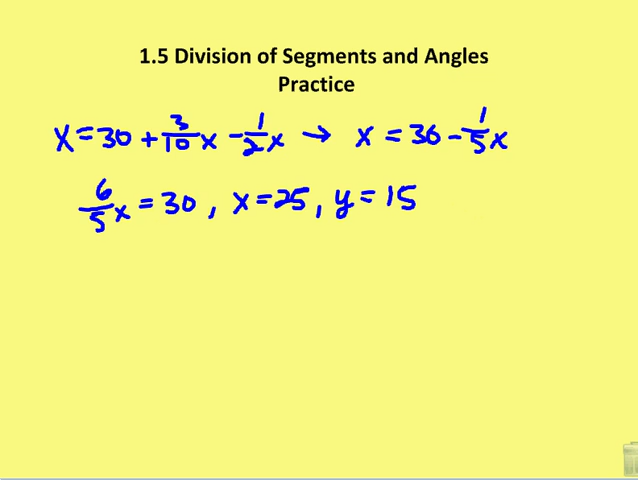 1.5 Division of Segments and Angles
Practice
x = 30 + 3/10 x - 1/2 x → x = 30 - 1/5 x
6/5 x = 30, x = 25, y = 15